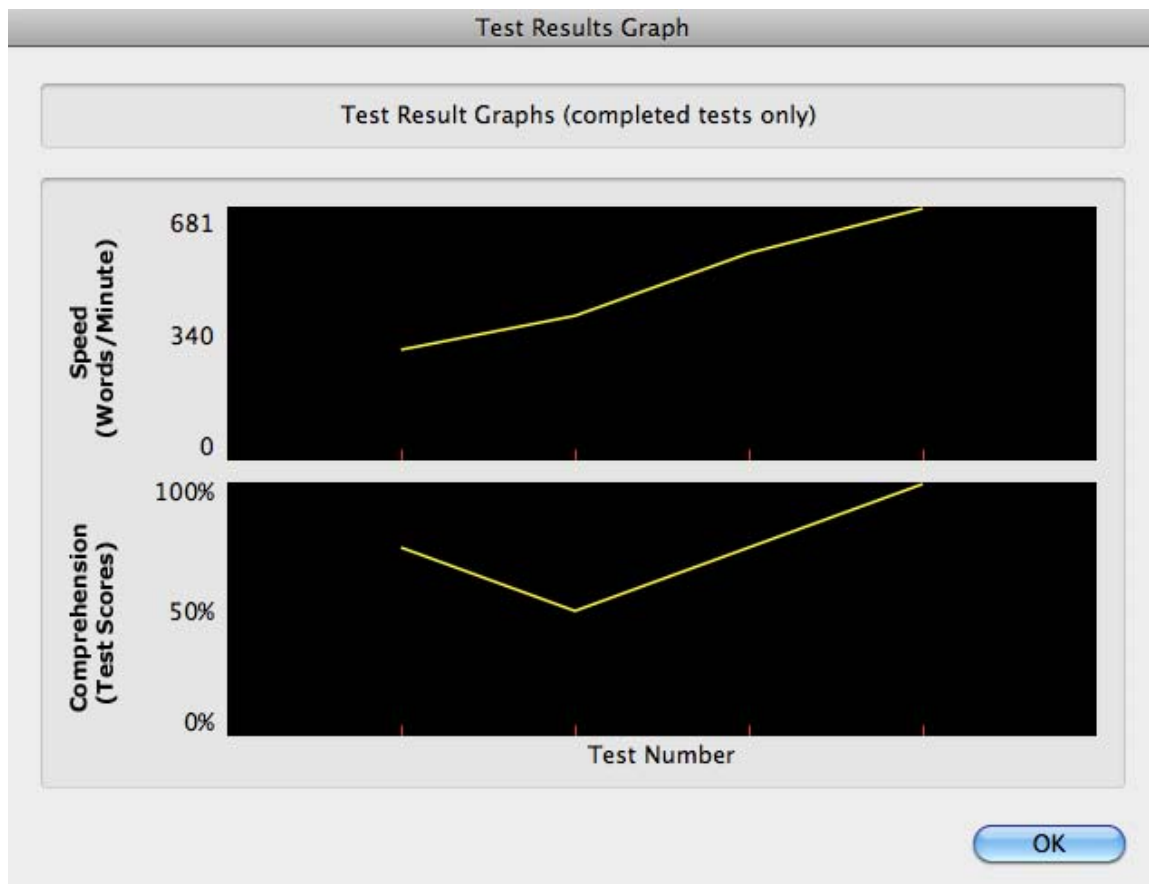 Test Results Graph
Test Result Graphs (completed tests only)
Speed
(Words/Minute)
681
340
0
Comprehension
(Test Scores)
100%
50%
0%
Test Number
OK